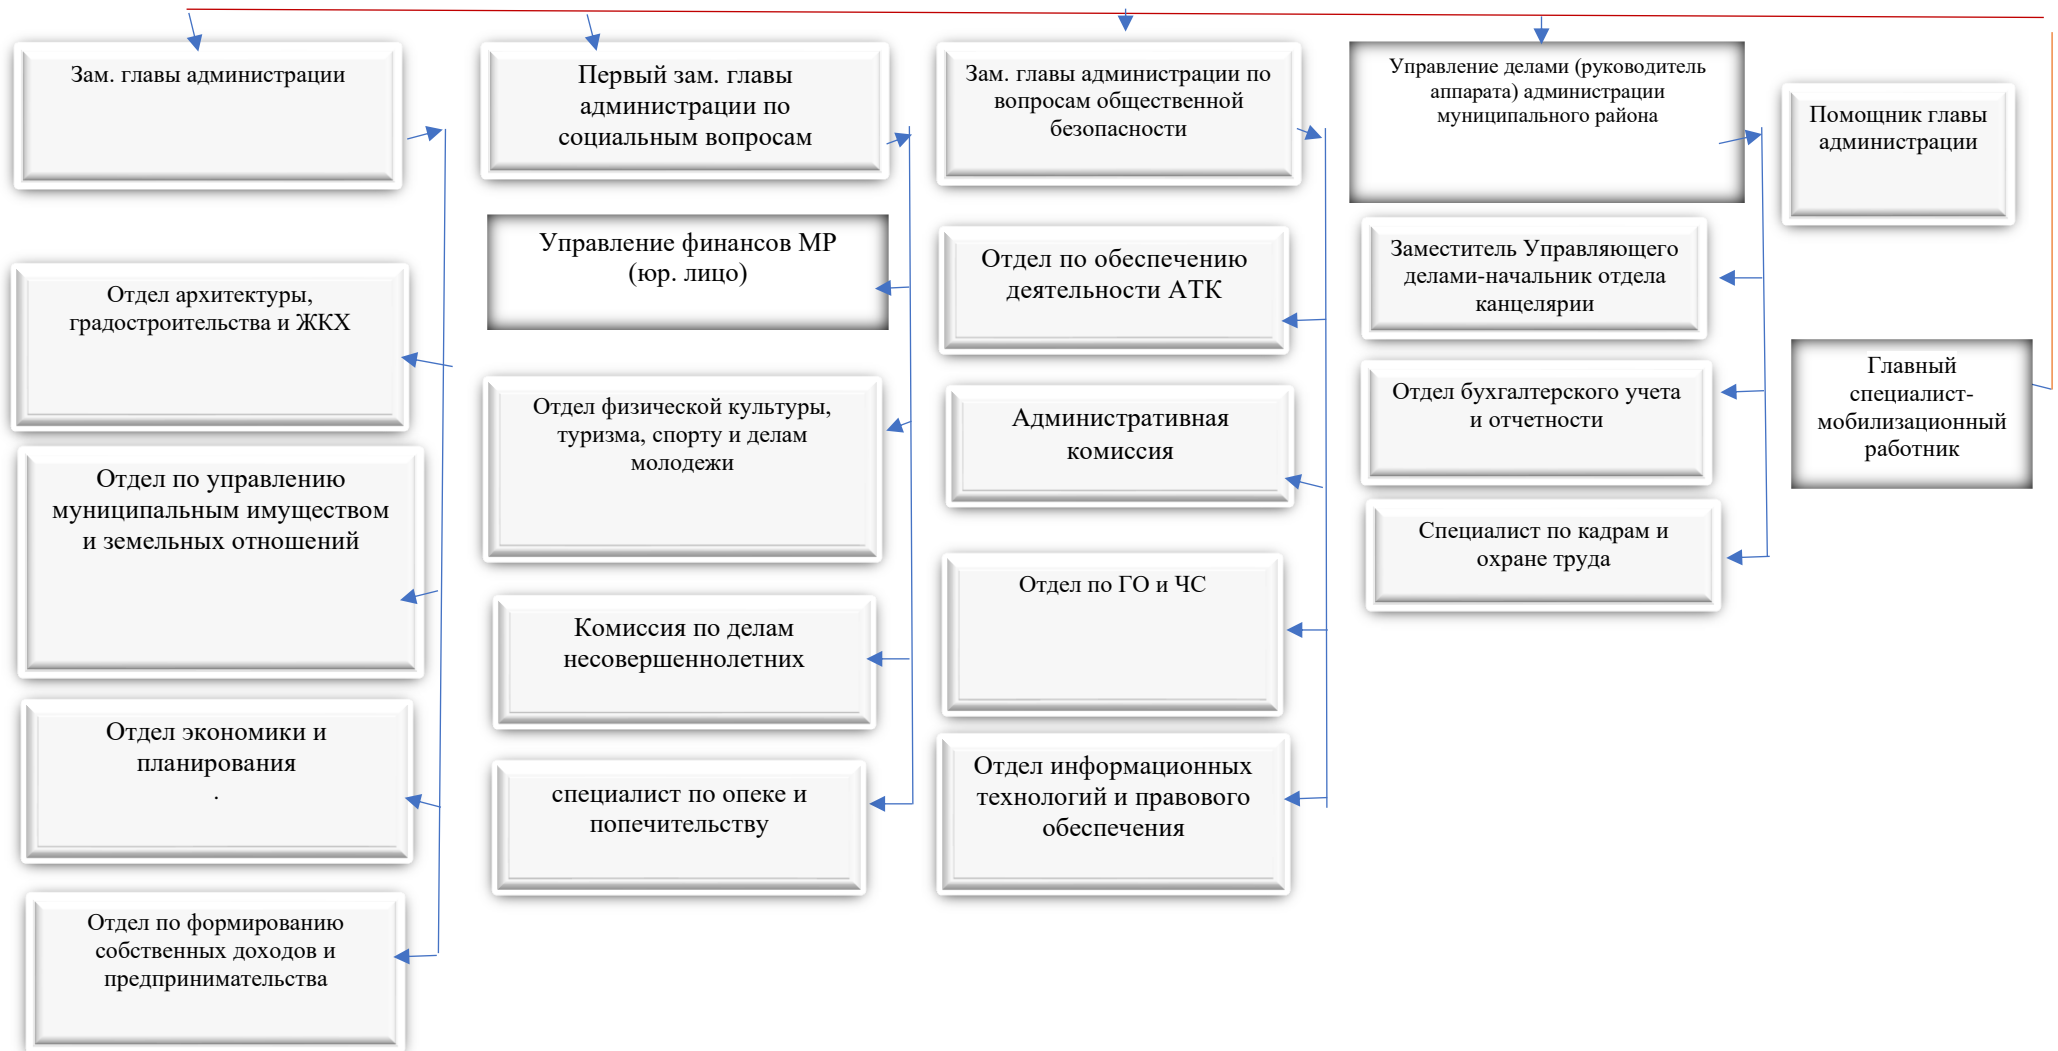 Зам. главы администрации
Первый зам. главы
администрации по
социальным вопросам
Зам. главы администрации по
вопросам общественной
безопасности
Управление делами (руководитель
аппарата) администрации
муниципального района
Помощник главы
администрации
Отдел архитектуры,
градостроительства и ЖКХ
Отдел по управлению
муниципальным имуществом
и земельных отношений
Отдел экономики и
планирования
.
Отдел по формированию
собственных доходов и
предпринимательства
Управление финансов МР
(юр. лицо)
Отдел физической культуры,
туризма, спорту и делам
молодежи
Комиссия по делам
несовершеннолетних
специалист по опеке и
попечительству
Отдел по обеспечению
деятельности АТК
Административная
комиссия
Отдел по ГО и ЧС
Отдел информационных
технологий и правового
обеспечения
Заместитель Управляющего
делами-начальник отдела
канцелярии
Отдел бухгалтерского учета
и отчетности
Специалист по кадрам и
охране труда
Главный
специалист-
мобилизационный
работник